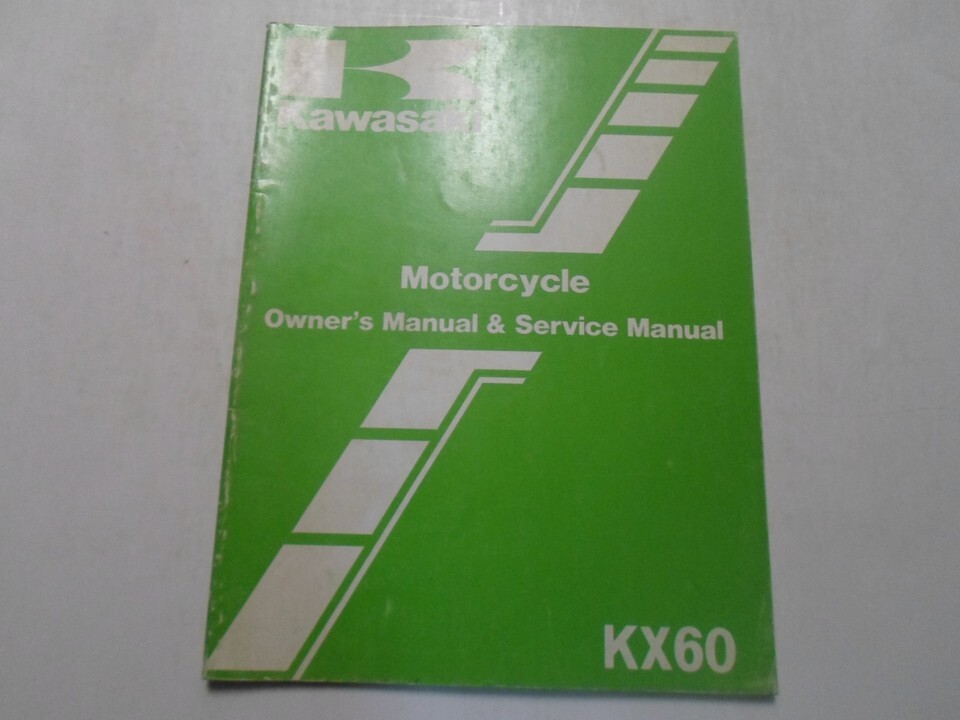 Kawasaki
Motorcycle
Owner's Manual & Service Manual
KX60